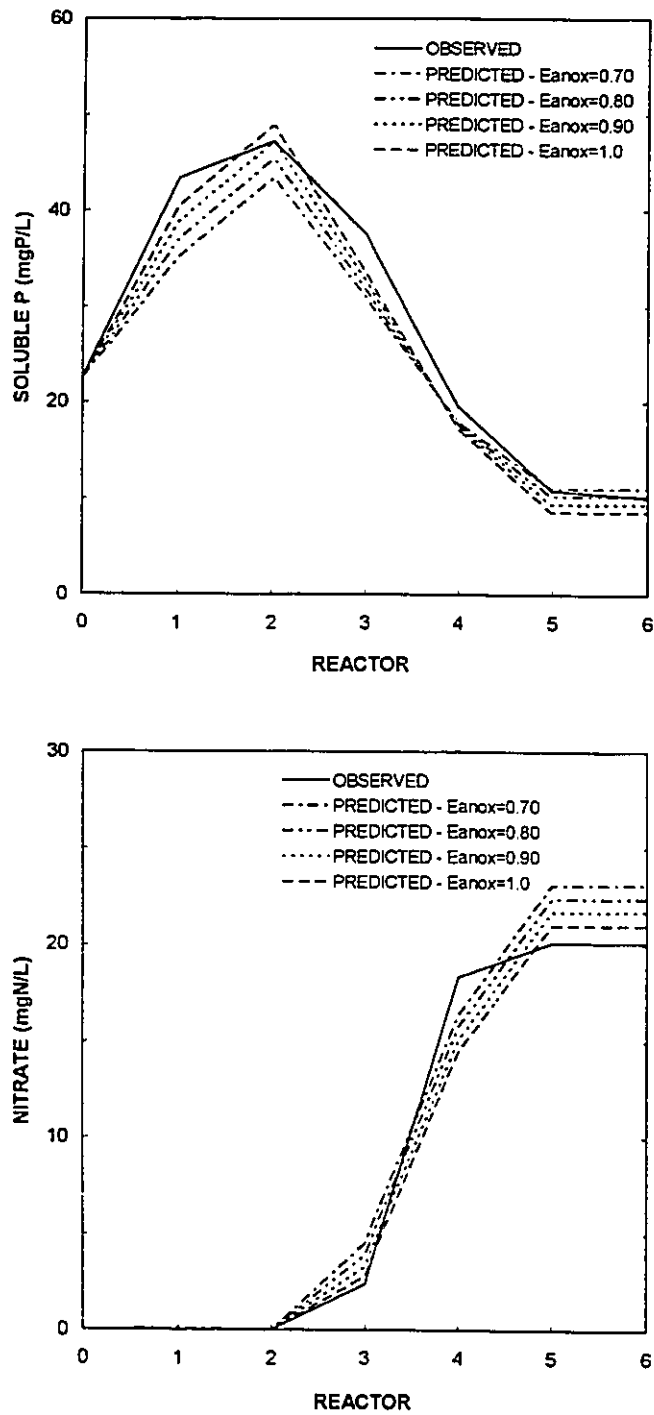 60
40
20
0
SOLUBLE P (mgP/L)
OBSERVED
PREDICTED - Eanox=0.70
PREDICTED - Eanox=0.80
PREDICTED - Eanox=0.90
PREDICTED - Eanox=1.0
0 1 2 3 4 5 6
REACTOR
30
20
10
0
NITRATE (mgN/L)
OBSERVED
PREDICTED - Eanox=0.70
PREDICTED - Eanox=0.80
PREDICTED - Eanox=0.90
PREDICTED - Eanox=1.0
0 1 2 3 4 5 6
REACTOR